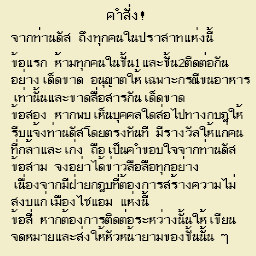 คำสั่ง!
จากท่านดัส ถึงทุกคนในปราสาทแห่งนี้
ข้อแรก ห้ามทุกคนในชั้น1และชั้น2ติดต่อกัน
อย่างเด็ดขาด อนุญาตให้เฉพาะกรณีขนอาหาร
เท่านั้นและขาดสื่อสารกันเด็ดขาด
ข้อสอง หากพบเห็นบุคคลใดส่อไปทางกบฏให้
รีบแจ้งท่านดัสโดยตรงทันที มีรางวัลให้แก่คน
ที่กล้าและเก่ง ถือเป็นคำขอบใจจากท่านดัส
ข้อสาม จงอย่าได้ข่าวลือลือทุกอย่าง
เนื่องจากมีฝ่ายกฎที่ต้องการสร้างความไม่
สงบแก่เมืองไชแอม แห่งนี้
ข้อสี่ หากต้องการติดต่อระหว่างนั้นให้เขียน
จดหมายและส่งให้หัวหน้ายามของชั้นนั้น ๆ